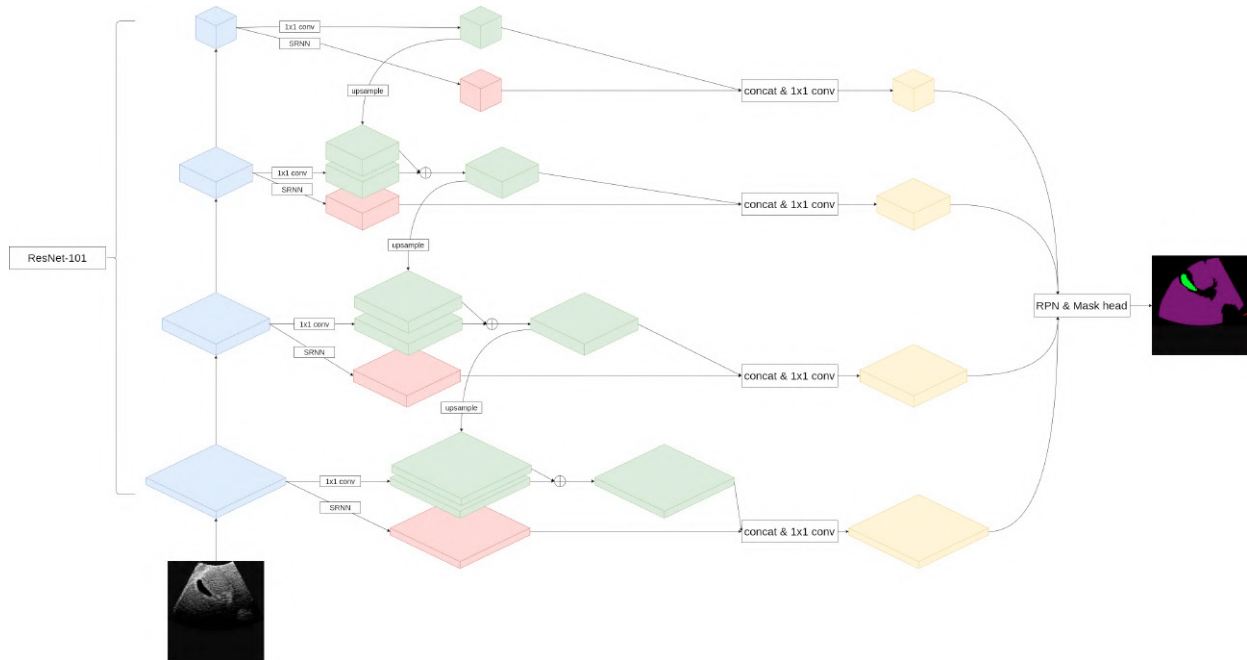 1x1 conv
SRNN
upsample
concat & 1x1 conv
1x1 conv
SRNN
concat & 1x1 conv
upsample
ResNet-101
RPN & Mask head
1x1 conv
SRNN
concat & 1x1 conv
upsample
1x1 conv
SRNN
concat & 1x1 conv